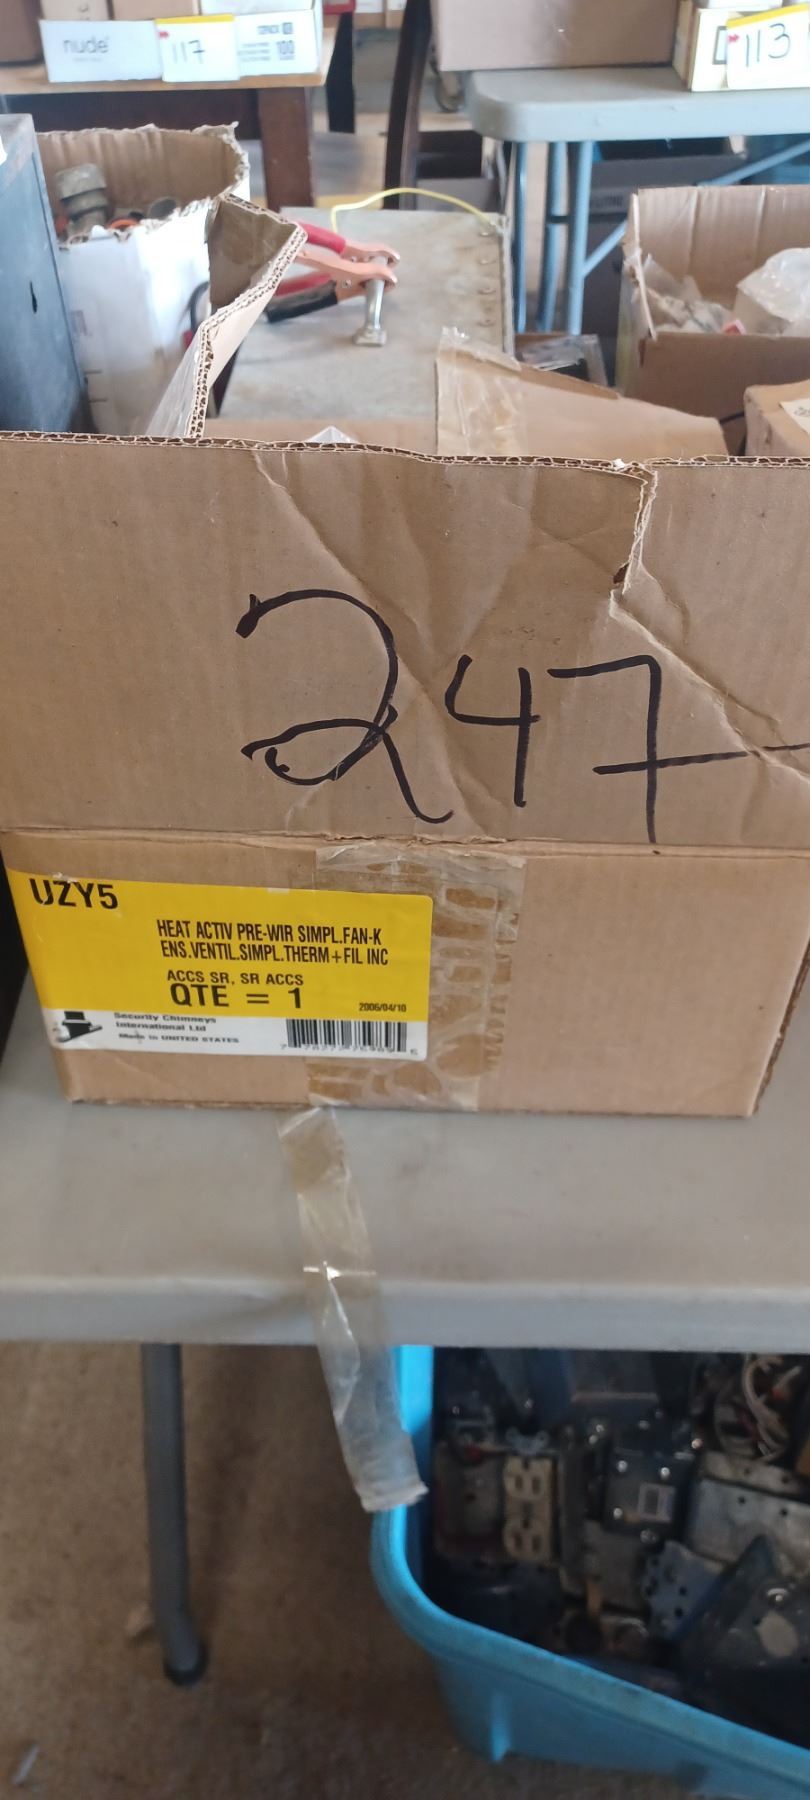 nude
117
100
113
247
UZY5
HEAT ACTIV PRE-WIR SIMPL.FAN-K
ENS.VENTIL.SIMPL.THERM+FIL INC
ACCS SR, SR ACCS
QTE = 1
2006/04/10
Security Chimneys
International Ltd
Made in UNITED STATES